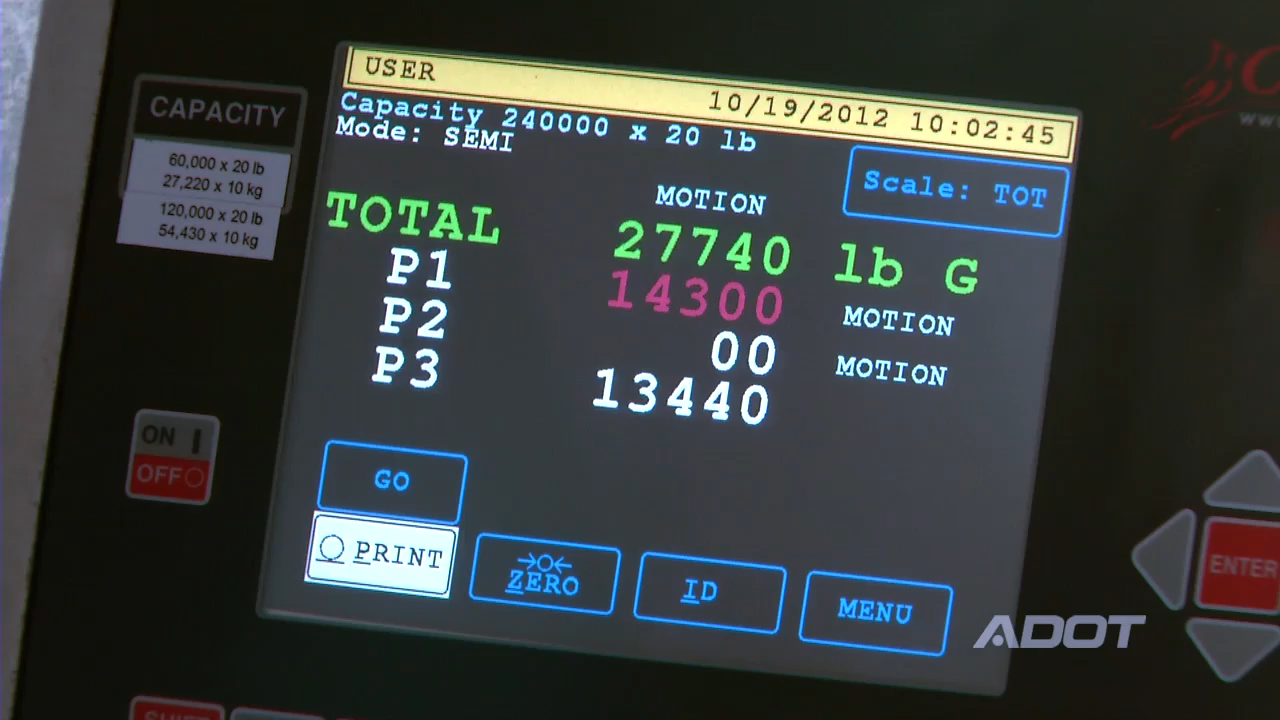 USER
10/19/2012 10:02:45
Capacity 240000 x 20 lb
Mode: SEMI
Scale: TOT
MOTION
TOTAL 27740 lb G
P1 14300 MOTION
P2 00 MOTION
P3 13440
GO
PRINT
ZERO
ID
MENU
CAPACITY
60,000 x 20 lb
27,220 x 10 kg
120,000 x 20 lb
54,430 x 10 kg
ON
OFF
ENTER
ADOT